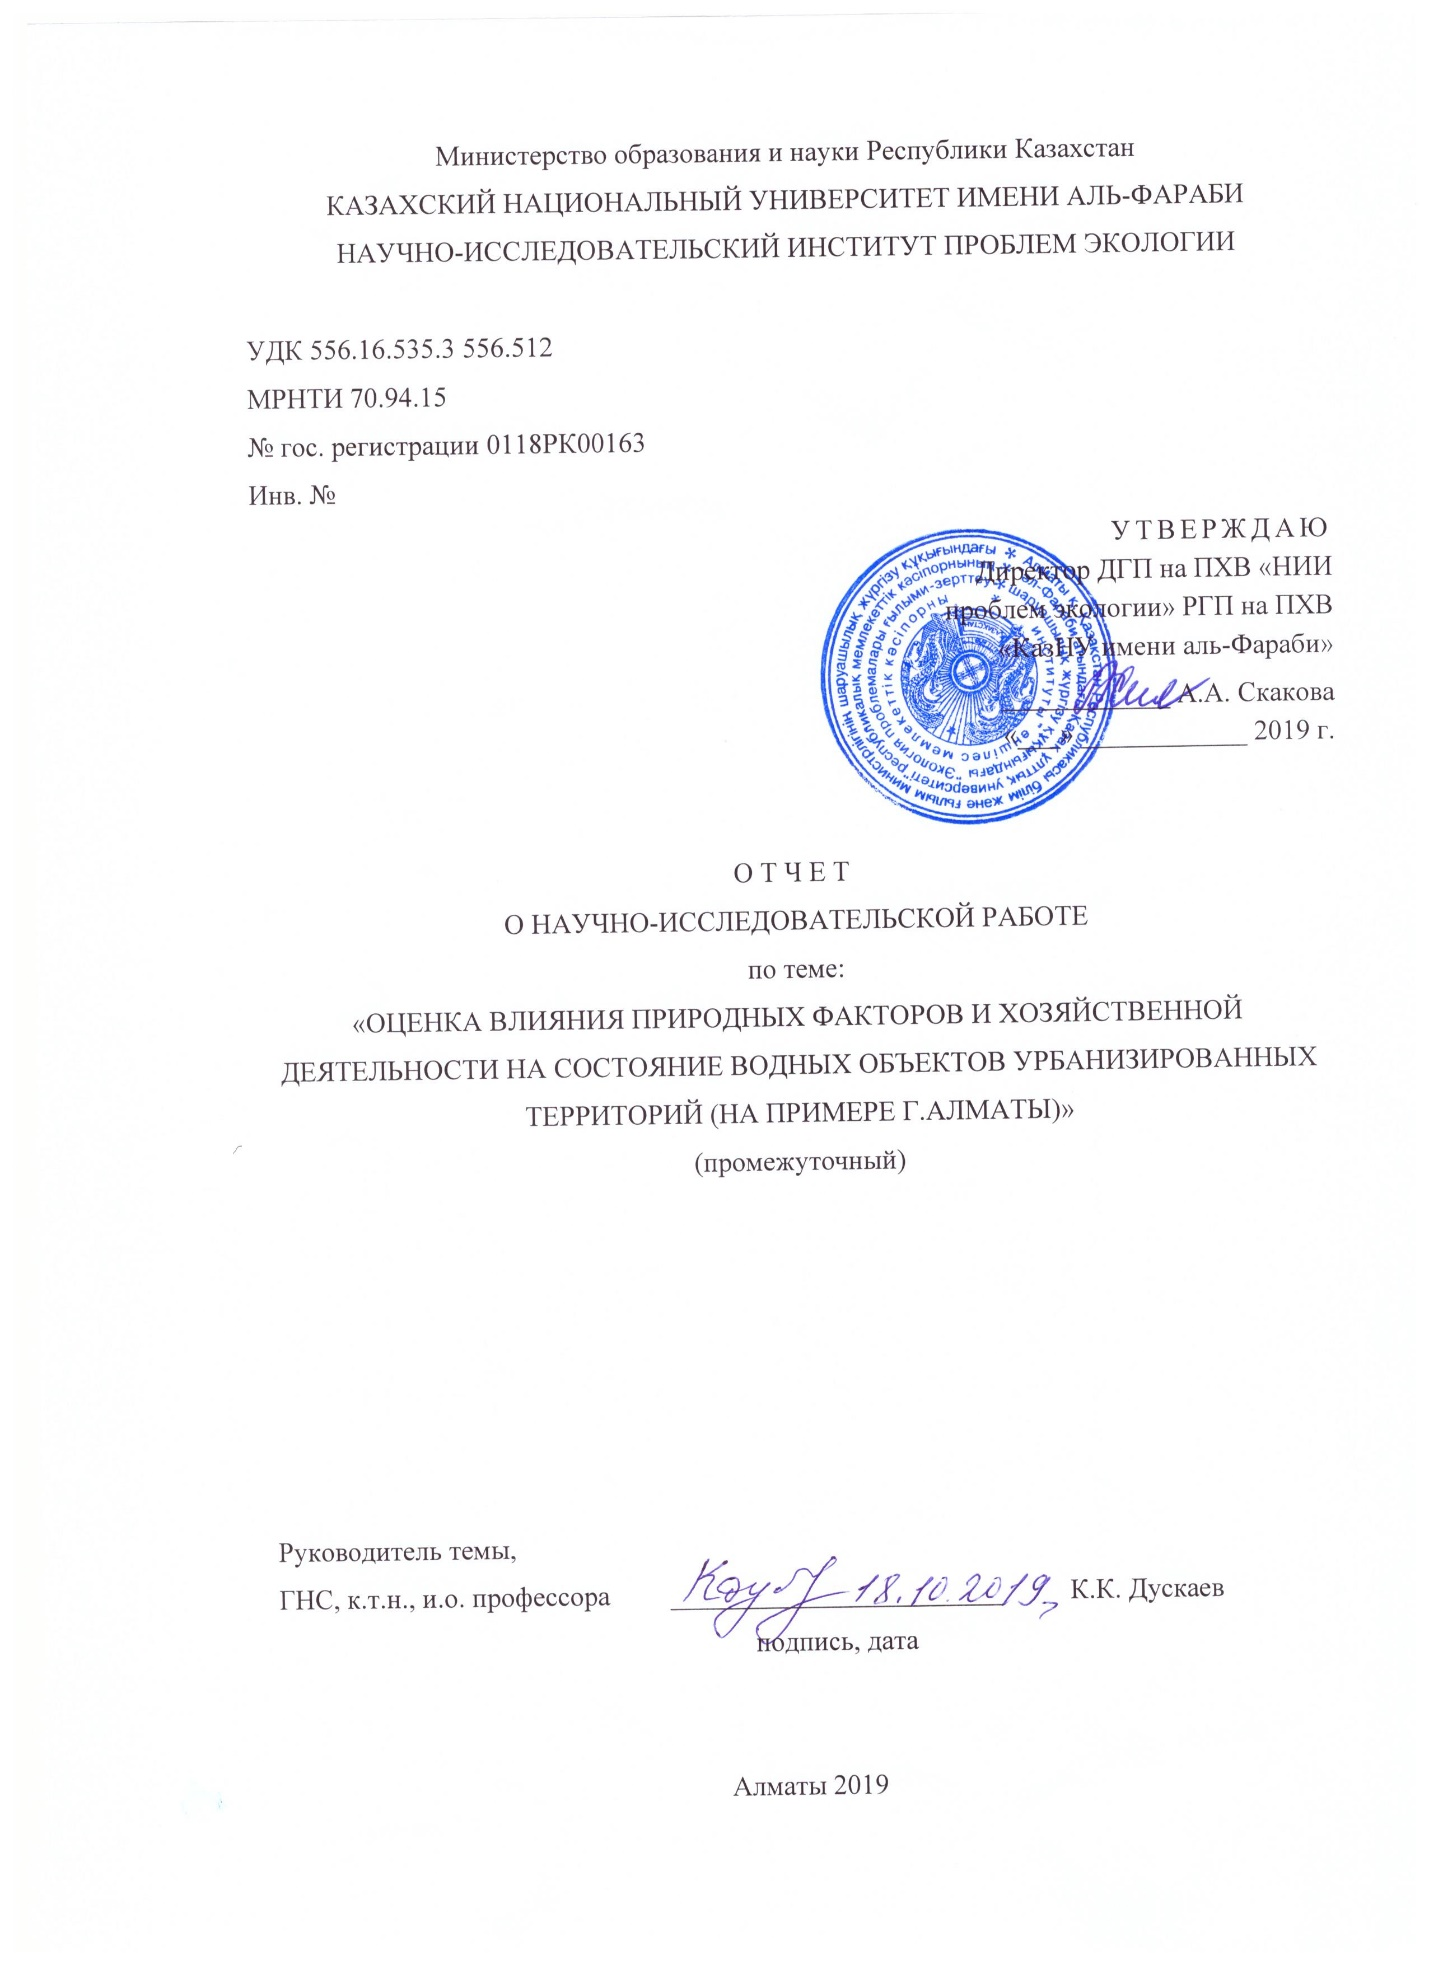 Министерство образования и науки Республики Казахстан
КАЗАХСКИЙ НАЦИОНАЛЬНЫЙ УНИВЕРСИТЕТ ИМЕНИ АЛЬ-ФАРАБИ
НАУЧНО-ИССЛЕДОВАТЕЛЬСКИЙ ИНСТИТУТ ПРОБЛЕМ ЭКОЛОГИИ
УДК 556.16.535.3 556.512
МРНТИ 70.94.15
№ гос. регистрации 0118РК00163
Инв. №
УТВЕРЖДАЮ
Директор ДГП на ПХВ «НИИ
проблем экологии» РГП на ПХВ
«КазНУ имени аль-Фараби»
____________ А.А. Скакова
«___» ____________ 2019 г.
О Т Ч Е Т
О НАУЧНО-ИССЛЕДОВАТЕЛЬСКОЙ РАБОТЕ
по теме:
«ОЦЕНКА ВЛИЯНИЯ ПРИРОДНЫХ ФАКТОРОВ И ХОЗЯЙСТВЕННОЙ
ДЕЯТЕЛЬНОСТИ НА СОСТОЯНИЕ ВОДНЫХ ОБЪЕКТОВ УРБАНИЗИРОВАННЫХ
ТЕРРИТОРИЙ (НА ПРИМЕРЕ Г.АЛМАТЫ)»
(промежуточный)
Руководитель темы,
ГНС, к.т.н., и.о. профессора 18.10.2019 К.К. Дускаев
подпись, дата
Алматы 2019